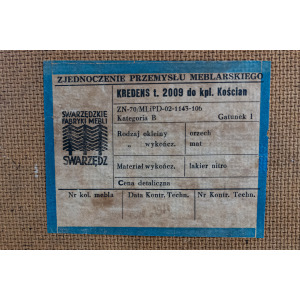 ZJEDNOCZENIE PRZEMYSŁU MEBLARSKIEGO
SWARZĘDZKIE
FABRYKI MEBLI
SWARZĘDZ
KREDENS t. 2009 do kpl. Kościan
ZN-70/MLiPD-02-1143-106
Kategoria B Gatunek I
Rodzaj okleiny orzech
„ wykończ. mat
Materiał wykończ. lakier nitro
Cena detaliczna
Nr kol. mebla Data Kontr. Techn. Nr Kontr. Techn.